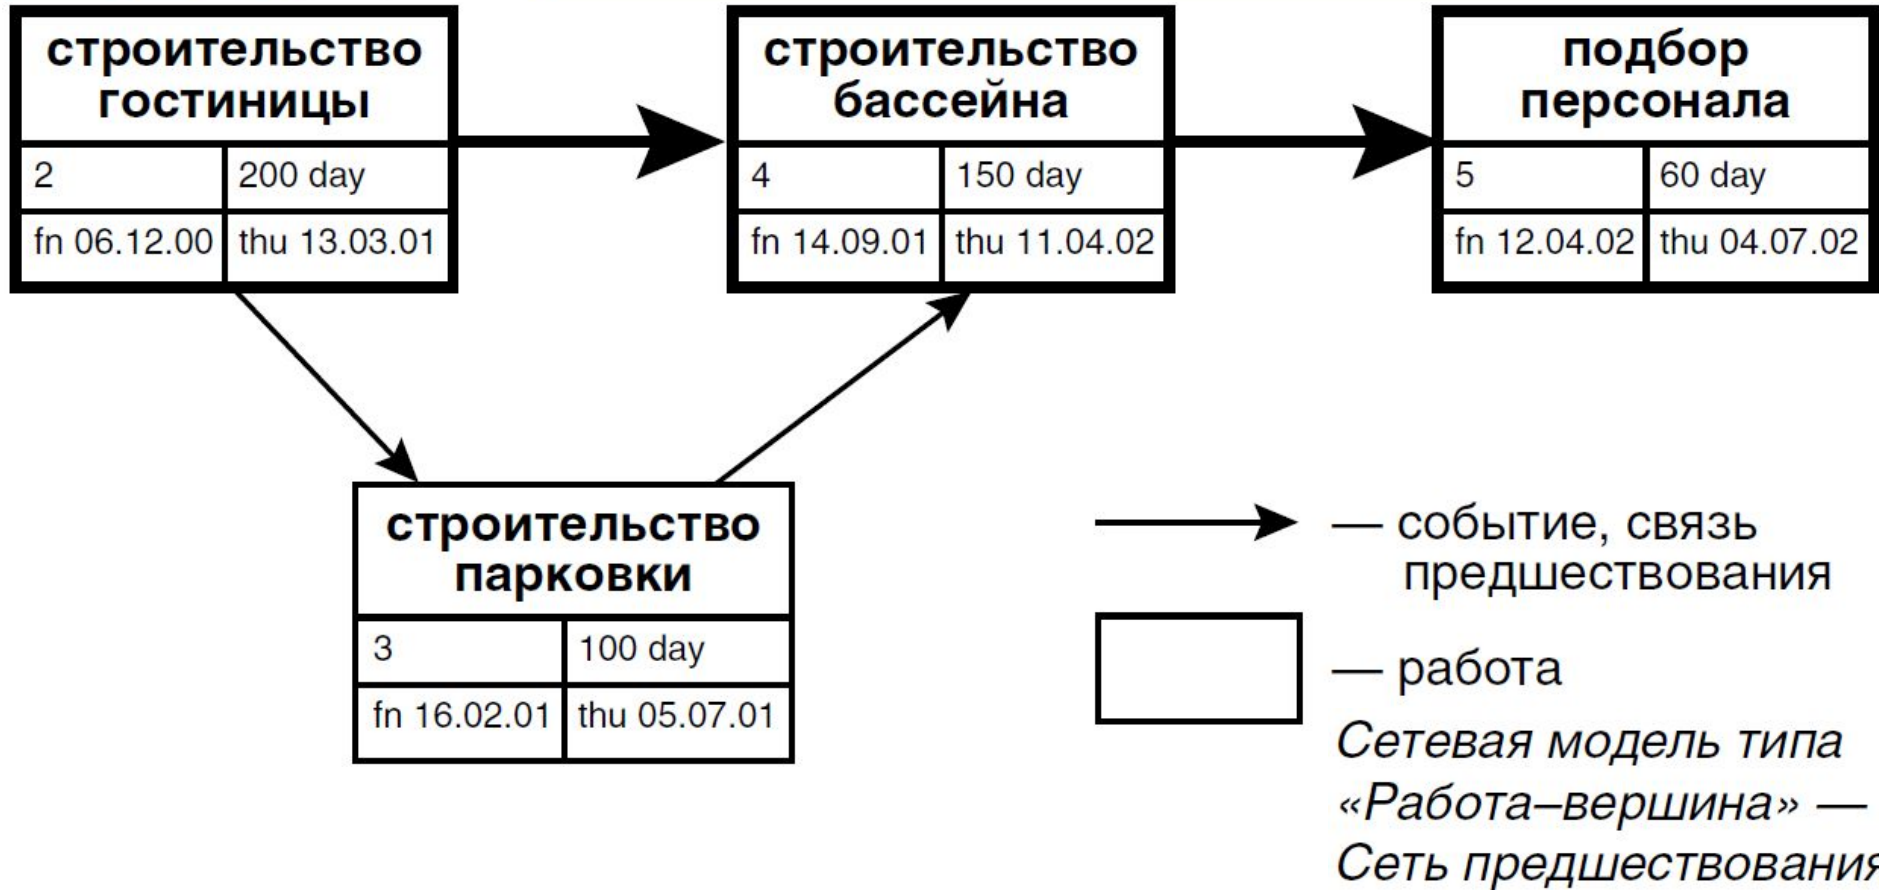 строительство
гостиницы
2
200 day
fn 06.12.00
thu 13.03.01
строительство
бассейна
4
150 day
fn 14.09.01
thu 11.04.02
подбор
персонала
5
60 day
fn 12.04.02
thu 04.07.02
строительство
парковки
3
100 day
fn 16.02.01
thu 05.07.01
— событие, связь
предшествования
— работа
Сетевая модель типа
«Работа–вершина» —
Сеть предшествования